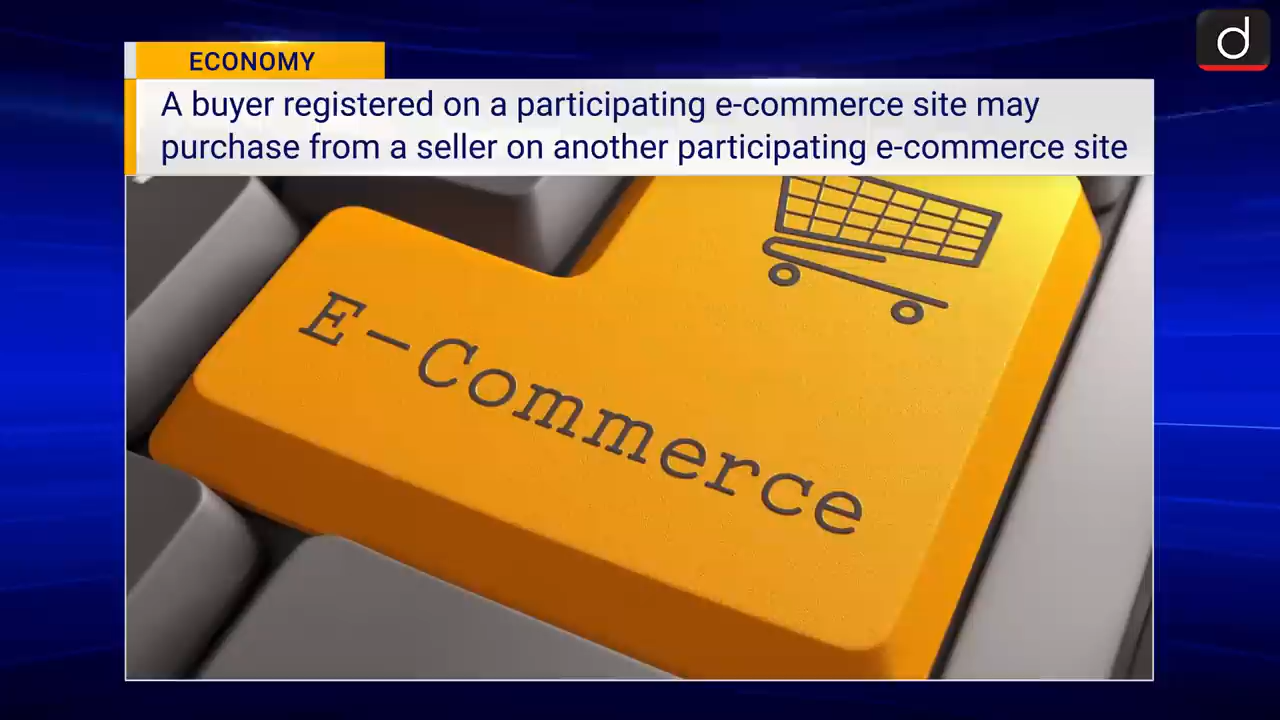 ECONOMY
A buyer registered on a participating e-commerce site may
purchase from a seller on another participating e-commerce site
E-Commerce
d